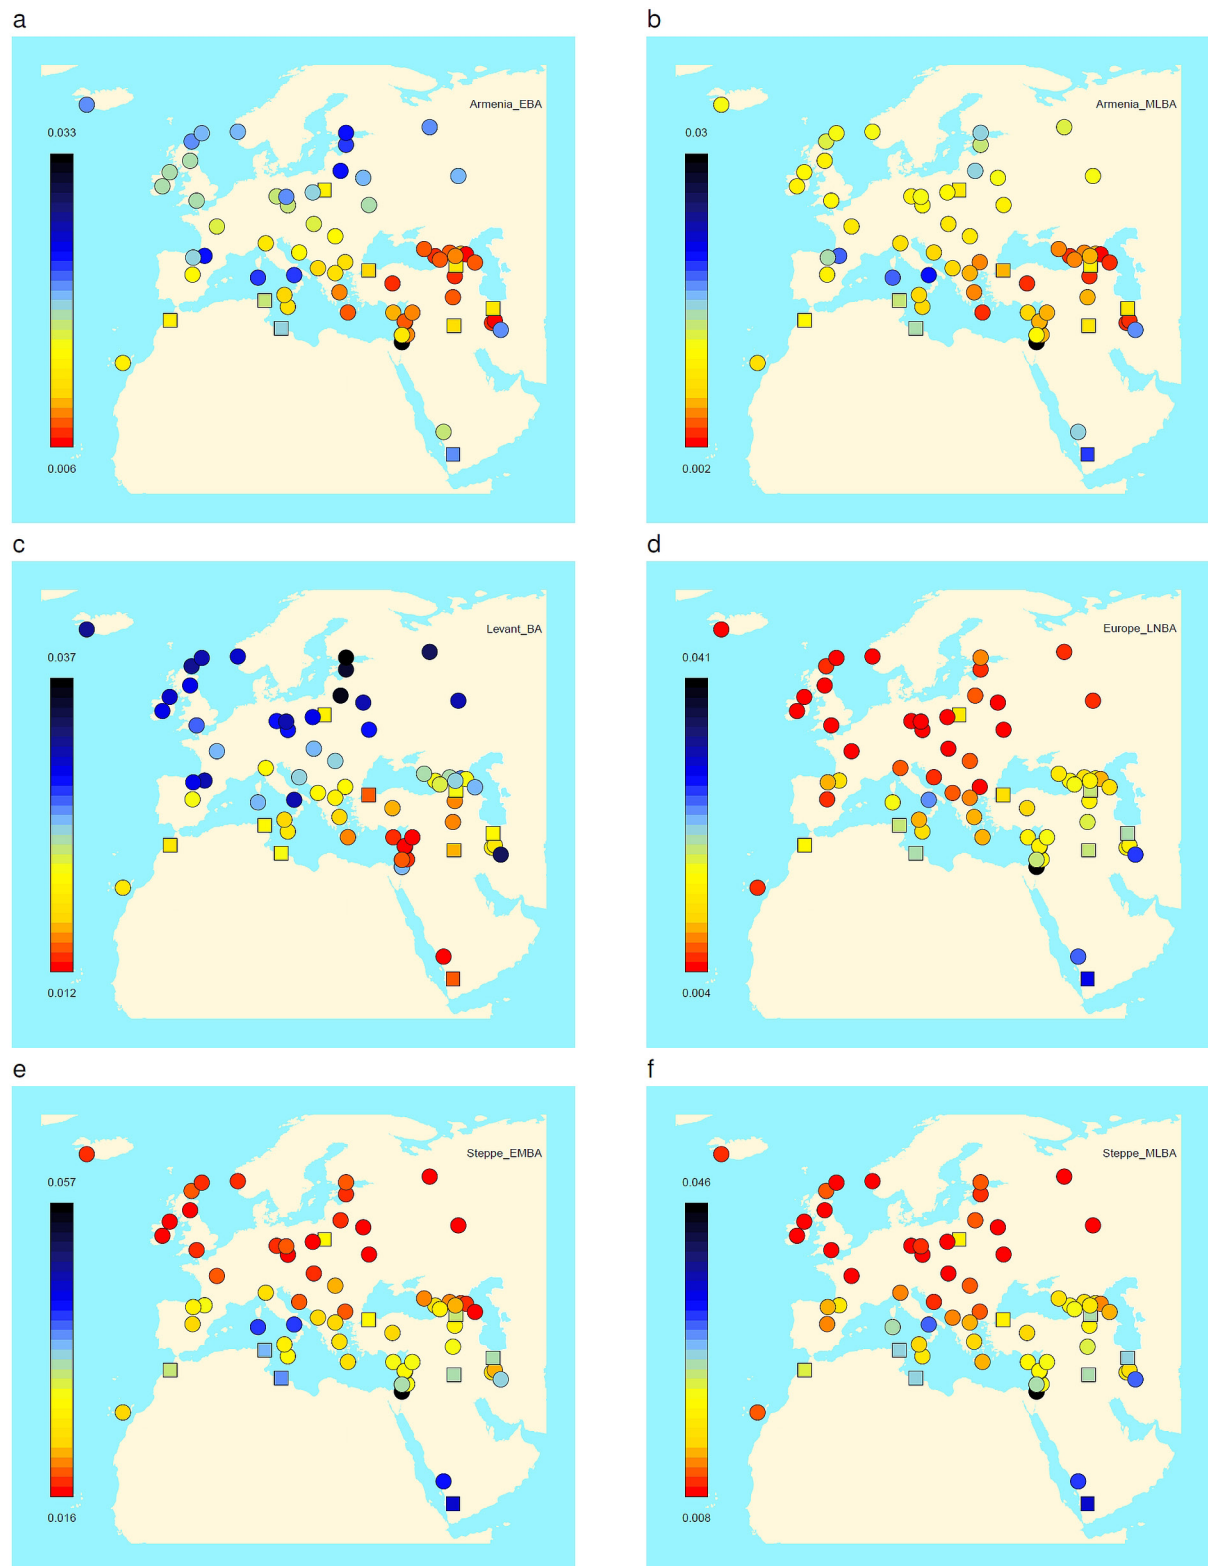 a
b
Armenia_EBA
Armenia_MLBA
0.033
0.03
0.006
0.002
c
d
Levant_BA
Europe_LNBA
0.037
0.041
0.012
0.004
e
f
Steppe_EMBA
Steppe_MLBA
0.057
0.046
0.016
0.008